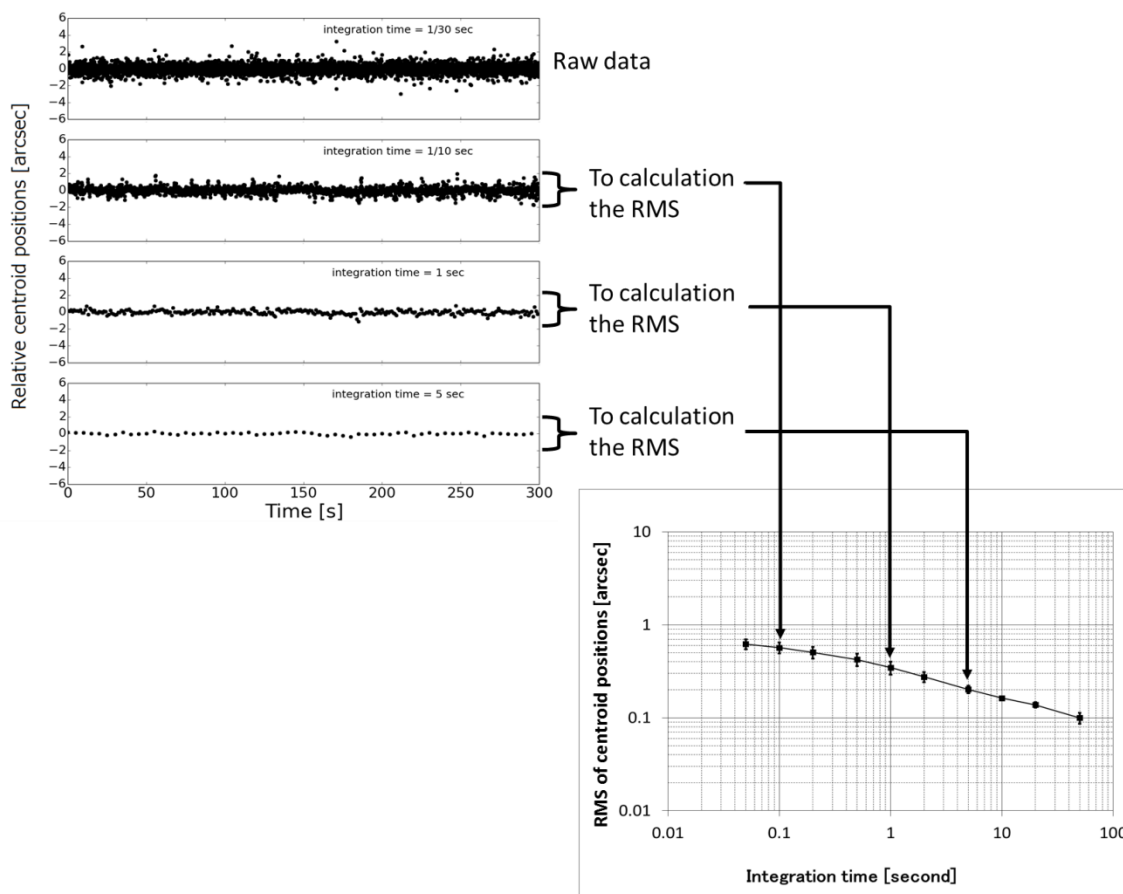 Relative centroid positions [arcsec]
6
4
2
0
−2
−4
−6
integration time = 1/30 sec
Raw data
6
4
2
0
−2
−4
−6
integration time = 1/10 sec
To calculation
the RMS
6
4
2
0
−2
−4
−6
integration time = 1 sec
To calculation
the RMS
6
4
2
0
−2
−4
−6
integration time = 5 sec
To calculation
the RMS
0 50 100 150 200 250 300
Time [s]
RMS of centroid positions [arcsec]
10
1
0.1
0.01
0.01 0.1 1 10 100
Integration time [second]